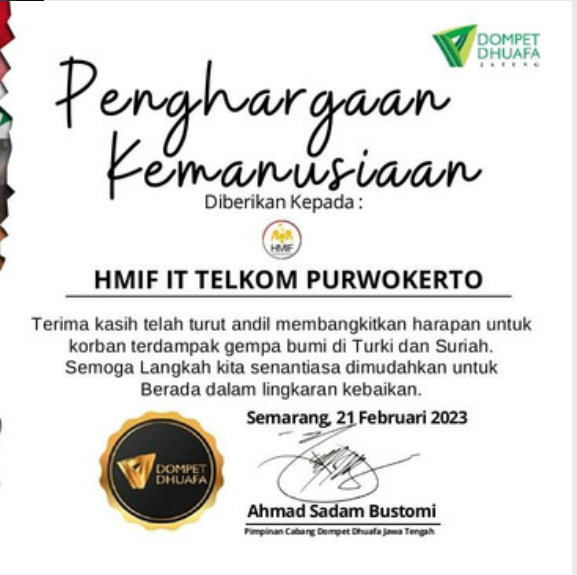 DOMPET
DHUAFA
JATENG
Penghargaan
Kemanusiaan
Diberikan Kepada :
HMIF
HMIF IT TELKOM PURWOKERTO
Terima kasih telah turut andil membangkitkan harapan untuk
korban terdampak gempa bumi di Turki dan Suriah.
Semoga Langkah kita senantiasa dimudahkan untuk
Berada dalam lingkaran kebaikan.
Semarang, 21 Februari 2023
DOMPET
DHUAFA
Ahmad Sadam Bustomi
Pimpinan Cabang Dompet Dhuafa Jawa Tengah